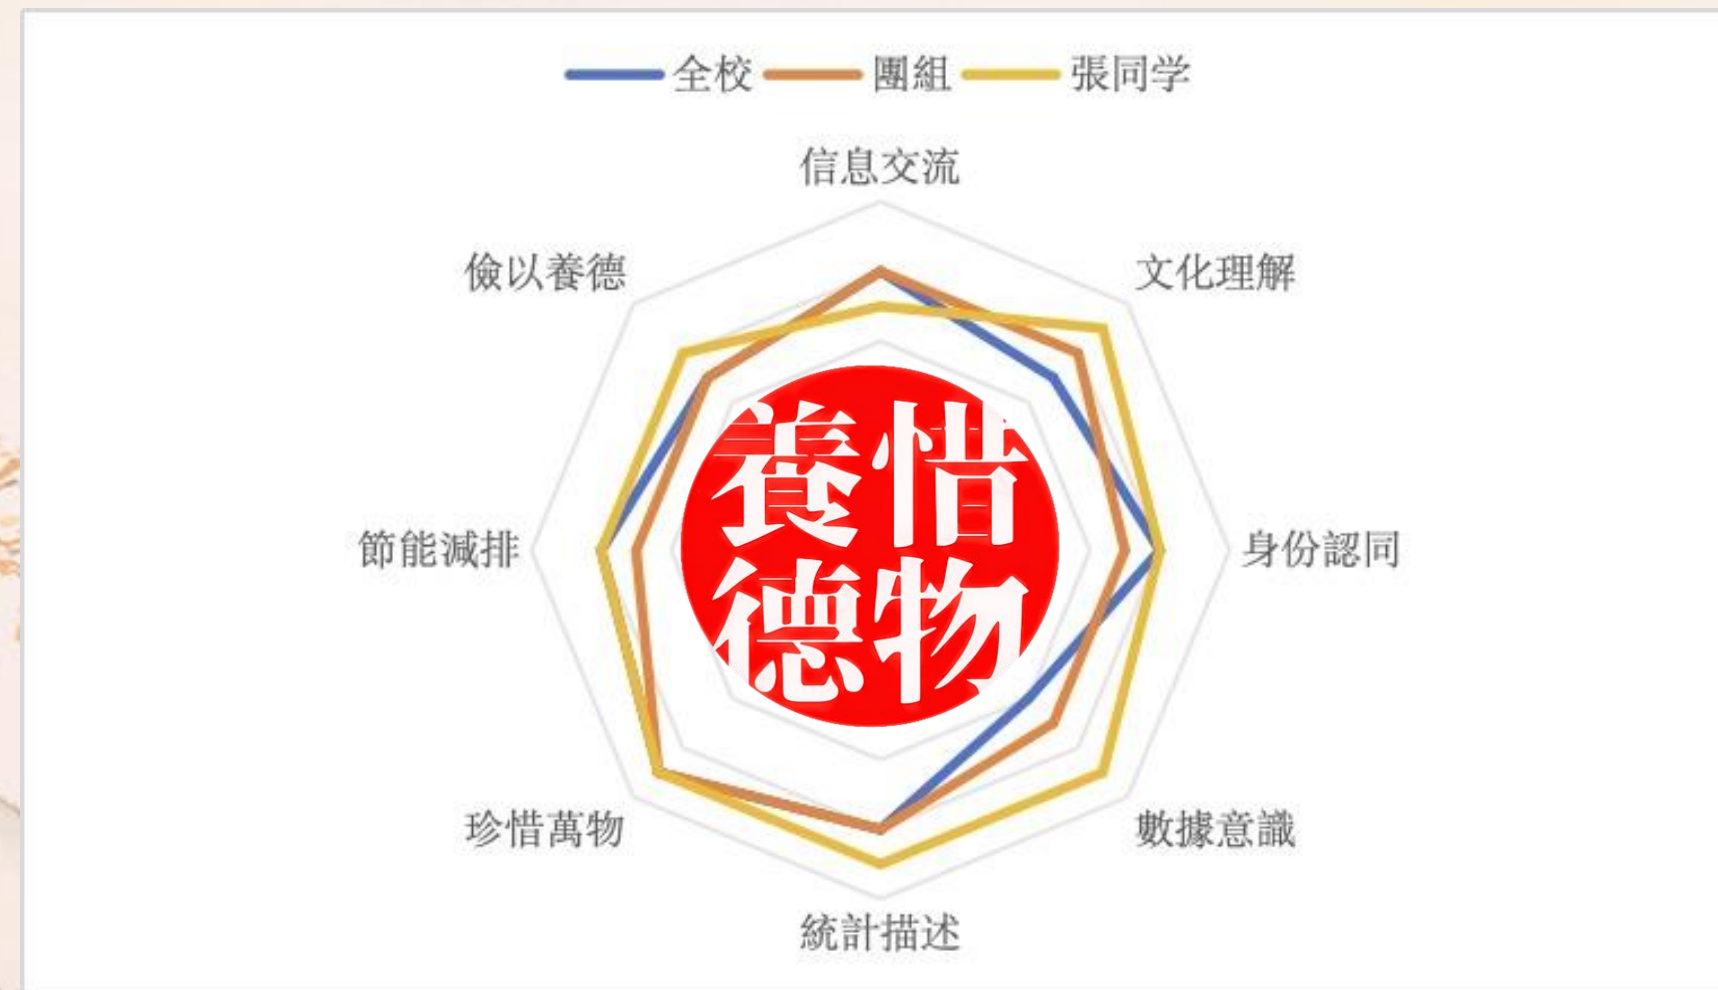 全校 團組 張同学
信息交流
文化理解
身份認同
數據意識
統計描述
珍惜萬物
節能減排
儉以養德
惜物
養德